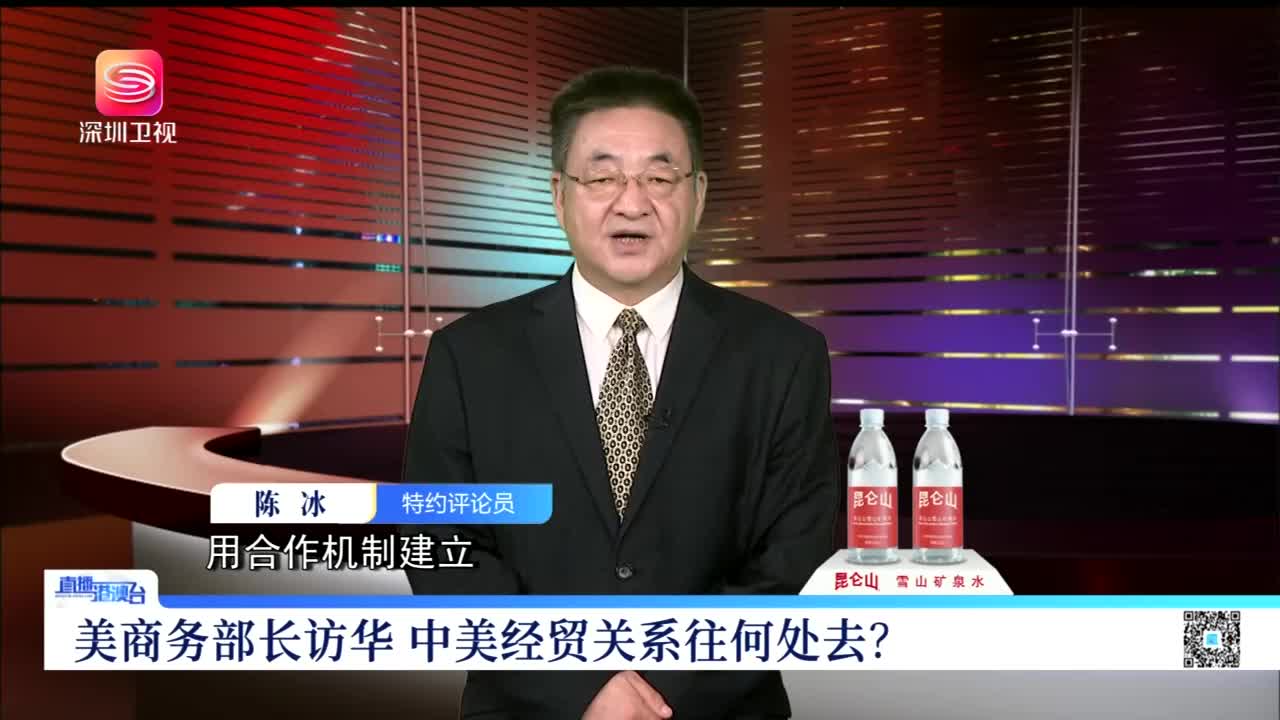 深圳卫视
陈 冰
特约评论员
用合作机制建立
昆仑山
昆仑山
昆仑山 雪山矿泉水
直播港澳台
美商务部长访华 中美经贸关系往何处去?